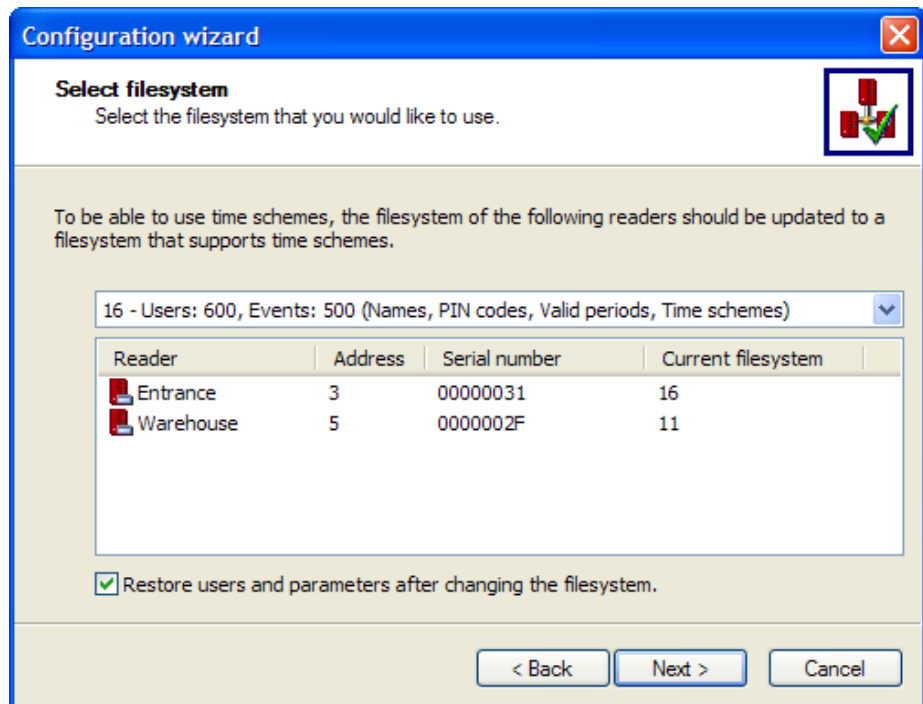 Configuration wizard
Select filesystem
Select the filesystem that you would like to use.
To be able to use time schemes, the filesystem of the following readers should be updated to a
filesystem that supports time schemes.
16 - Users: 600, Events: 500 (Names, PIN codes, Valid periods, Time schemes)
Reader Address Serial number Current filesystem
Entrance 3 00000031 16
Warehouse 5 0000002F 11
Restore users and parameters after changing the filesystem.
< Back Next > Cancel